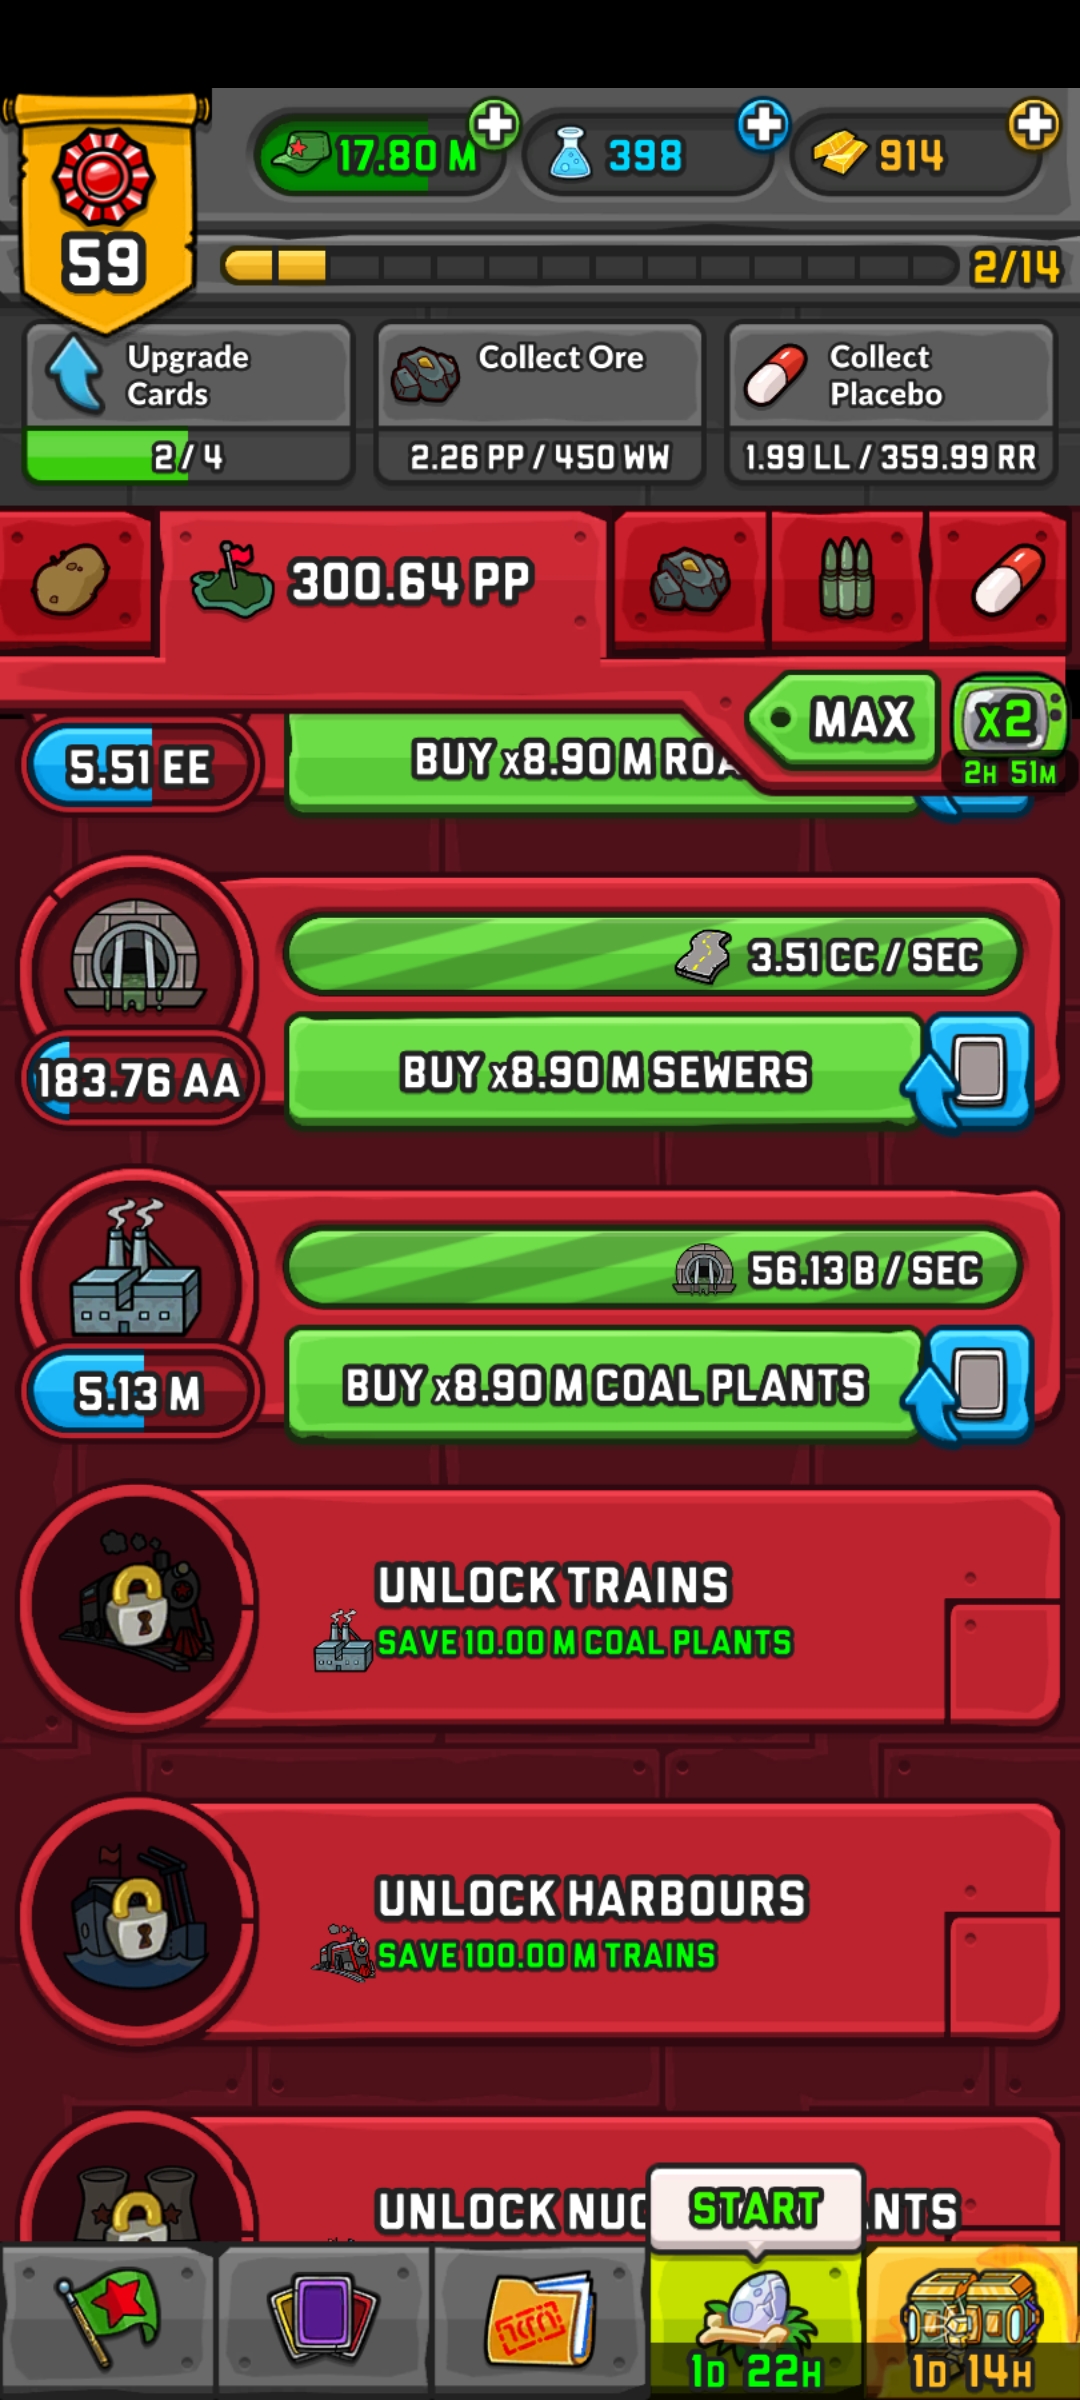 17.80 M
398
914
59
2/14
Upgrade
Cards
2/4
Collect Ore
2.26 PP / 450 WW
Collect
Placebo
1.99 LL / 359.99 RR
300.64 PP
MAX
x2
2H 51M
5.51 EE
BUY x8.90 M ROA
3.51 CC / SEC
183.76 AA
BUY x8.90 M SEWERS
56.13 B / SEC
5.13 M
BUY x8.90 M COAL PLANTS
UNLOCK TRAINS
SAVE 10.00 M COAL PLANTS
UNLOCK HARBOURS
SAVE 100.00 M TRAINS
UNLOCK NUC
ANTS
START
1D 22H
1D 14H